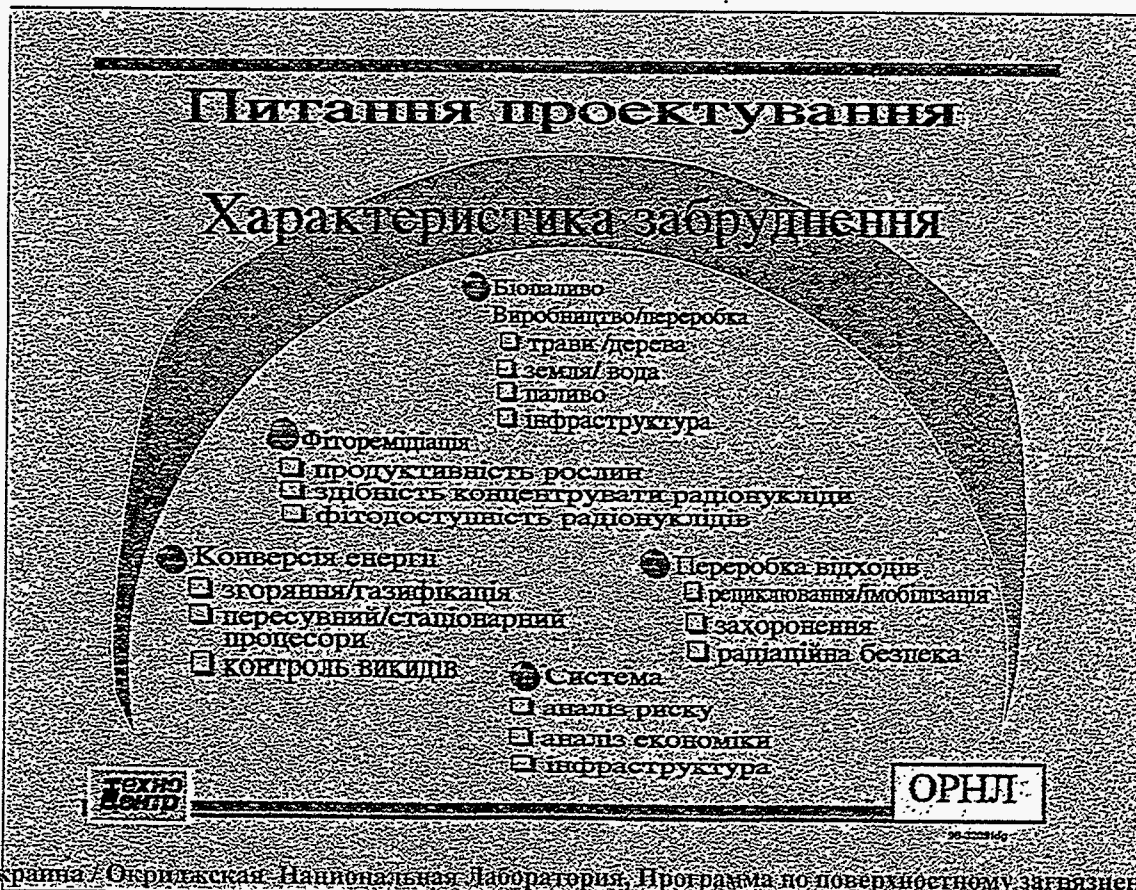 Питання проектування
Характеристика забруднення
Біопаливо
Виробництво/переробка
трави /дерева
земля/ вода
паливо
інфраструктура
Фіторемідіація
продуктивність рослин
здібність концентрувати радіонукліди
фітодоступність радіонуклідів
Конверсія енергії
згоряння/газифікація
пересувний/стаціонарний
процесори
контроль викидів
Переробка відходів
рециклювання/імобілізація
захоронення
радіаційна безпека
Система
аналіз риску
аналіз економіки
інфраструктура
Техно
Центр
ОРНЛ
краина / Окриджская Национальная Лаборатория, Программа по поверхностному загрязнен